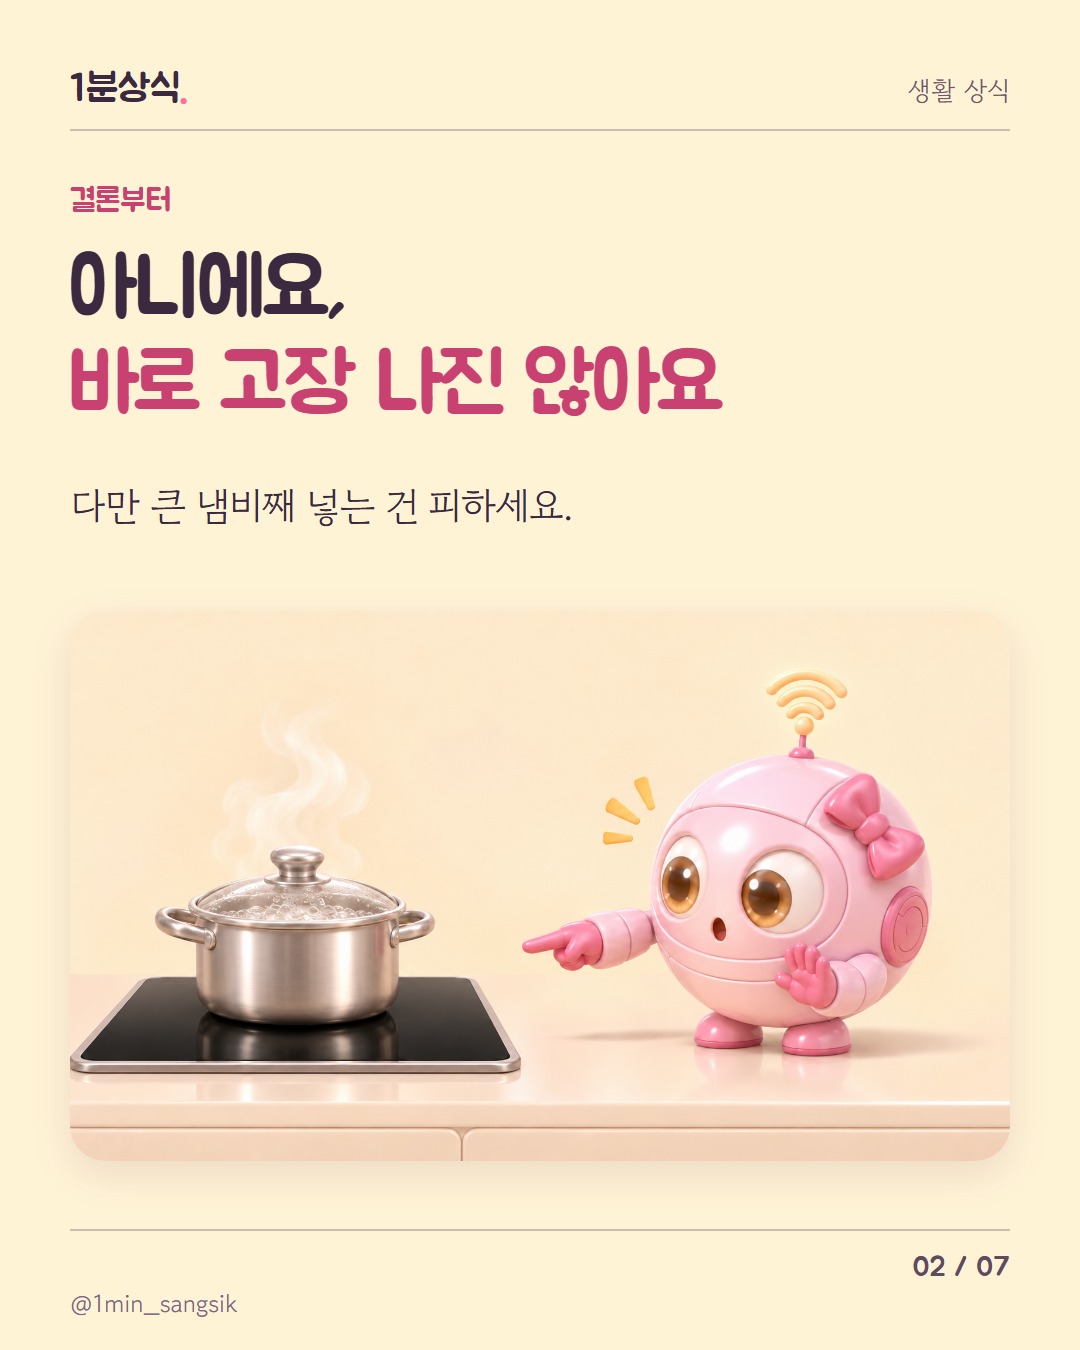 1분상식.
생활 상식
결론부터
아니에요,
바로 고장 나진 않아요
다만 큰 냄비째 넣는 건 피하세요.
02 / 07
@1min_sangsik